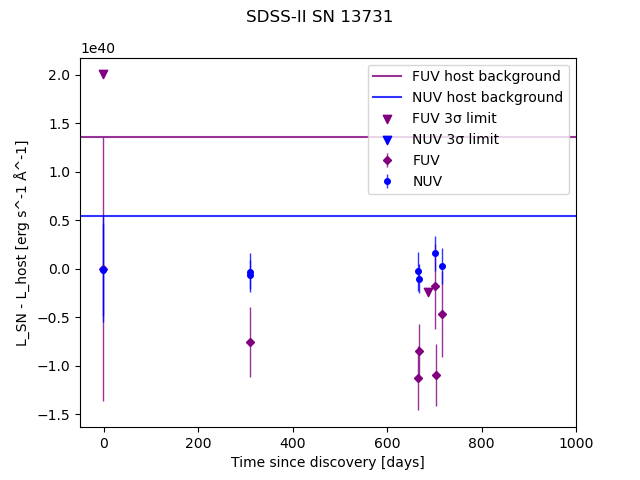 SDSS-II SN 13731
1e40
FUV host background
NUV host background
FUV 3σ limit
NUV 3σ limit
FUV
NUV
L_SN - L_host [erg s^-1 Å^-1]
2.0
1.5
1.0
0.5
0.0
−0.5
−1.0
−1.5
0 200 400 600 800 1000
Time since discovery [days]